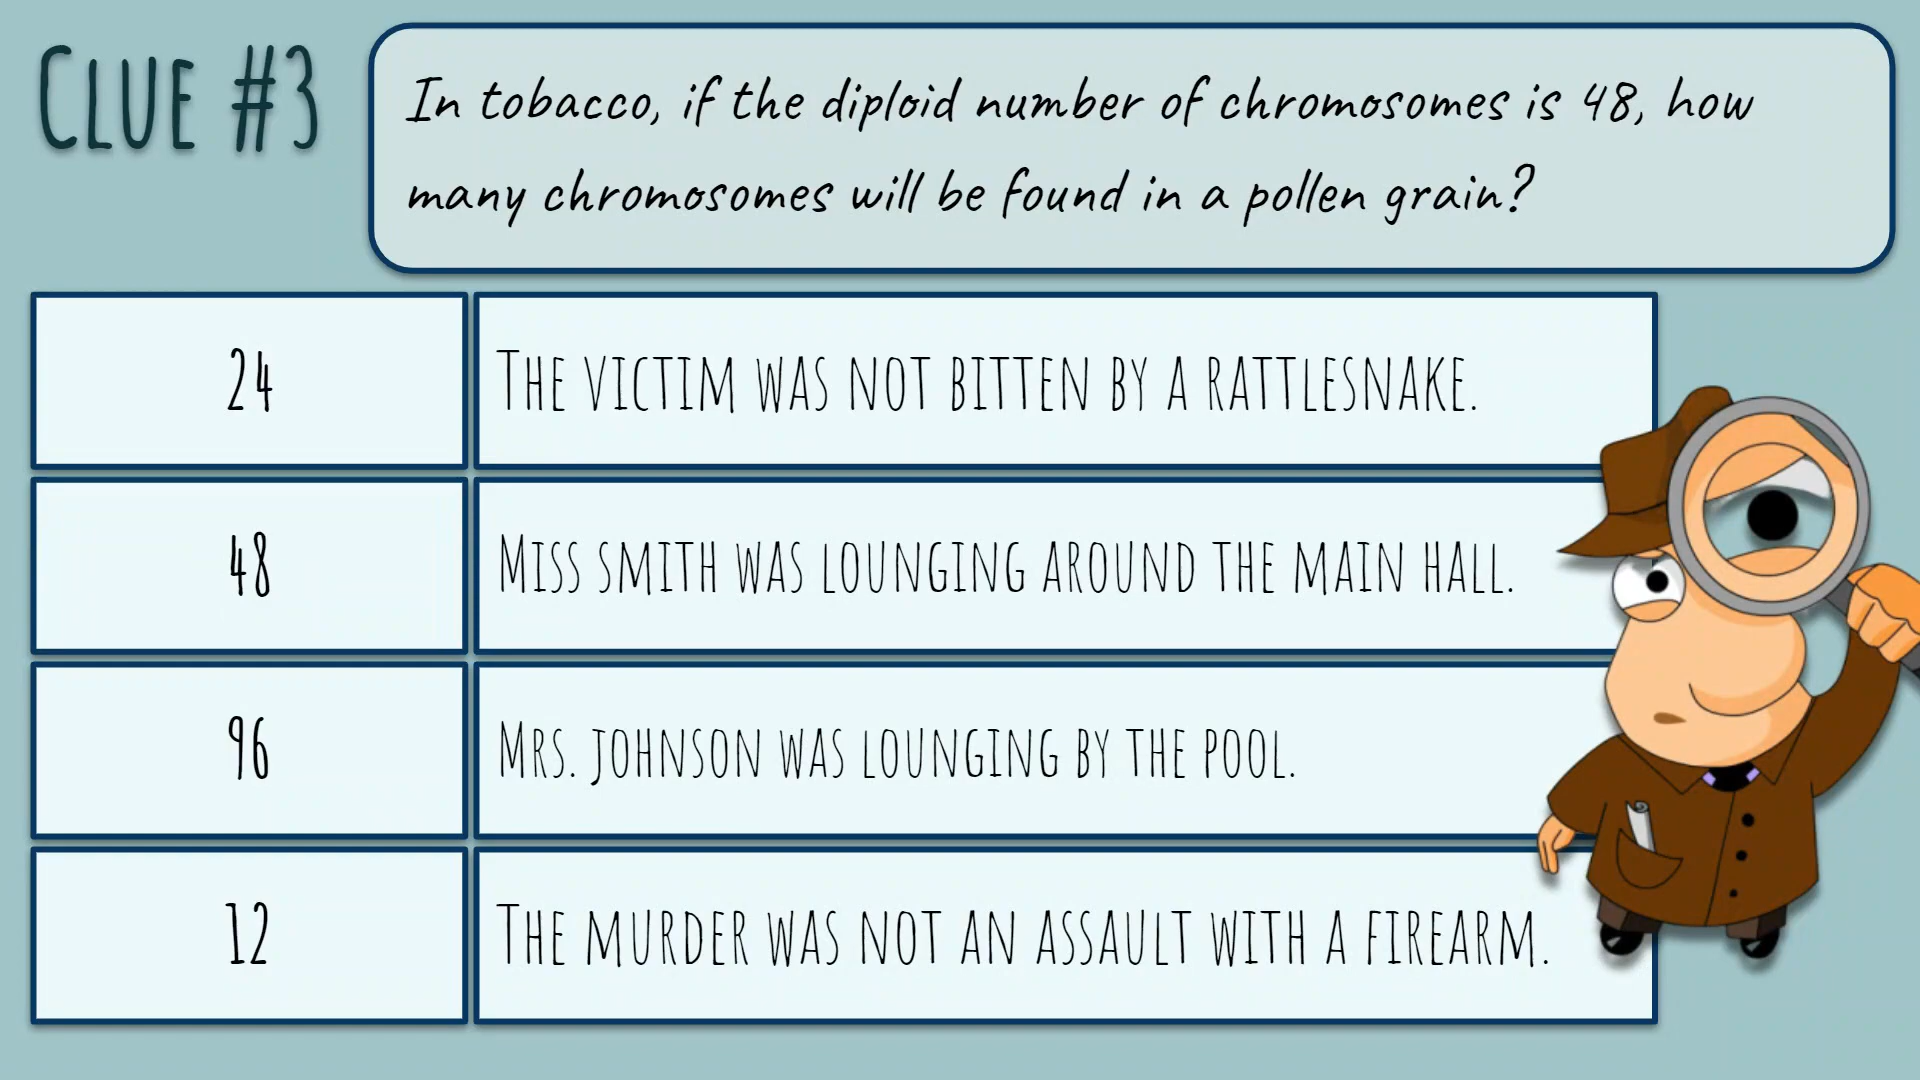 Clue #3
In tobacco, if the diploid number of chromosomes is 48, how
many chromosomes will be found in a pollen grain?
24
The victim was not bitten by a rattlesnake.
48
Miss Smith was lounging around the main hall.
96
Mrs. Johnson was lounging by the pool.
12
The murder was not an assault with a firearm.